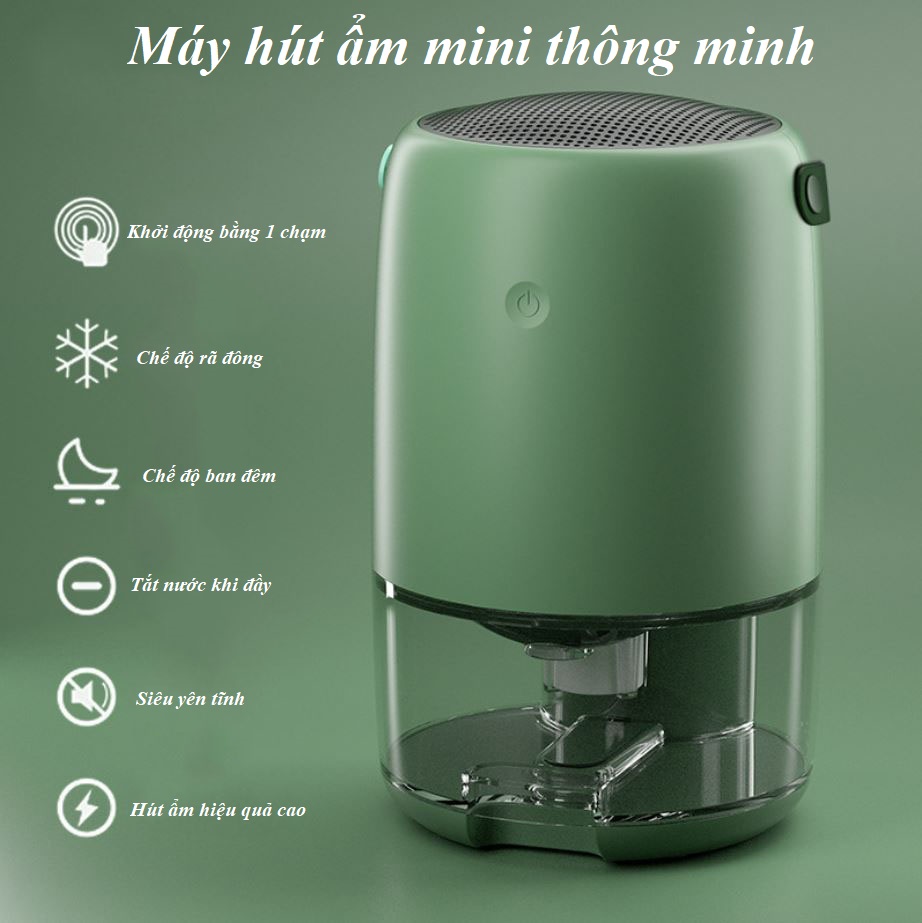 Máy hút ẩm mini thông minh
Khởi động bằng 1 chạm
Chế độ rã đông
Chế độ ban đêm
Tắt nước khi đầy
Siêu yên tĩnh
Hút ẩm hiệu quả cao